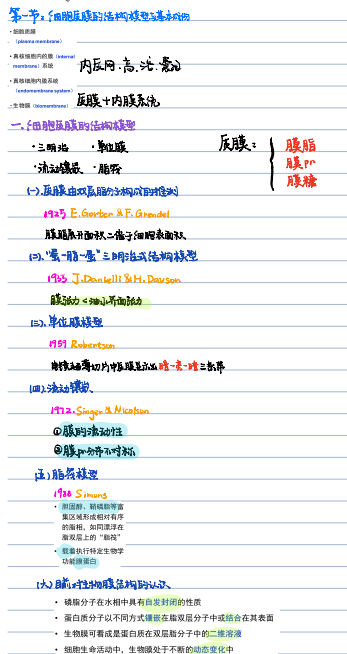 第一节：细胞质膜的结构模型与基本成份
• 细胞质膜
（plasma membrane）
• 真核细胞内的膜（internal
membrane）系统 内质网.高.泡.囊
• 真核细胞内膜系统
（endomembrane system）
• 生物膜（biomembrane） 质膜+内膜系统
一.细胞质膜的结构模型
·三明治 ·单位膜 质膜：膜脂
·流动镶嵌 ·脂筏 膜pr
膜糖
(一).质膜由双层脂分子构成的推测
1925 E.Gorter & F.Grendel
膜脂展开面积二倍于细胞表面积
(二)."蛋-脂-蛋"三明治式结构模型
1935 J.Danielli & H.Davson
膜张力<油水界面张力
(三).单位膜模型
1959 Robertson
电镜超薄切片中质膜显示出暗-亮-暗三条带
(四).流动镶嵌
1972. Singer & Nicolson
①膜的流动性
②膜pr分布不对称
(五)脂筏模型
1988 Simons
• 胆固醇、鞘磷脂等富
集区域形成相对有序
的脂相，如同漂浮在
脂双层上的“脂筏”
• 载着执行特定生物学
功能膜蛋白
(六)目前对生物膜结构的认识
• 磷脂分子在水相中具有自发封闭的性质
• 蛋白质分子以不同方式镶嵌在脂双层分子中或结合在其表面
• 生物膜可看成是蛋白质在双层脂分子中的二维溶液
• 细胞生命活动中，生物膜处于不断的动态变化中